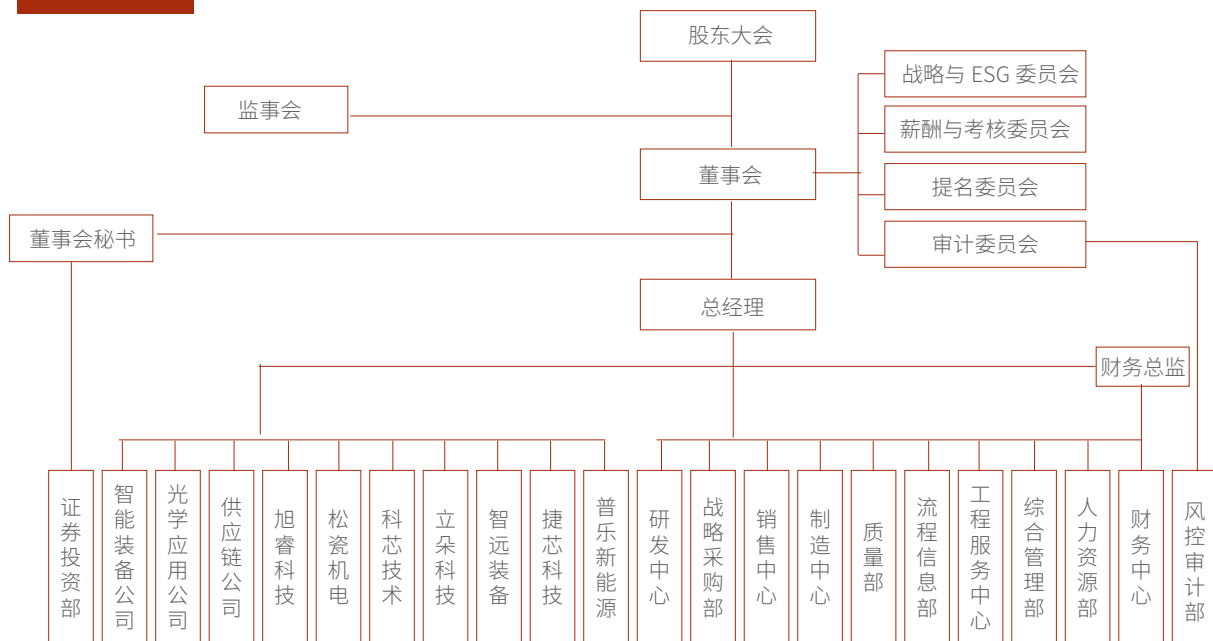 股东大会
战略与 ESG 委员会
监事会
薪酬与考核委员会
董事会
提名委员会
董事会秘书
审计委员会
总经理
财务总监
证券投资部
智能装备公司
光学应用公司
供应链公司
旭睿科技
松瓷机电
科芯技术
立朵科技
智远装备
捷芯科技
普乐新能源
研发中心
战略采购部
销售中心
制造中心
质量部
流程信息部
工程服务中心
综合管理部
人力资源部
财务中心
风控审计部